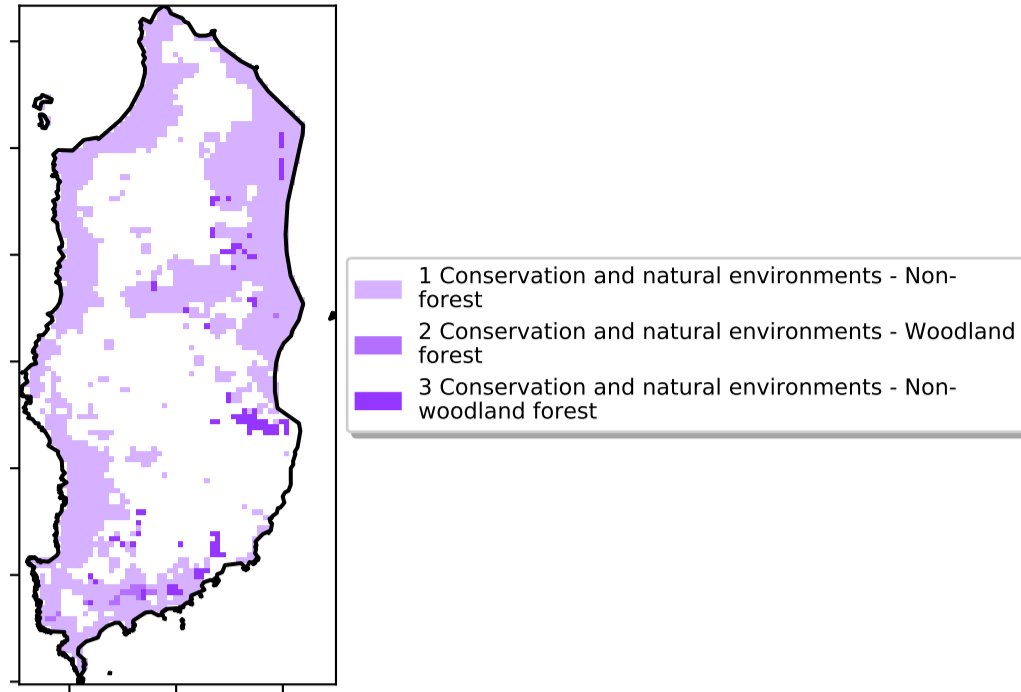 1 Conservation and natural environments - Non-
forest
2 Conservation and natural environments - Woodland
forest
3 Conservation and natural environments - Non-
woodland forest